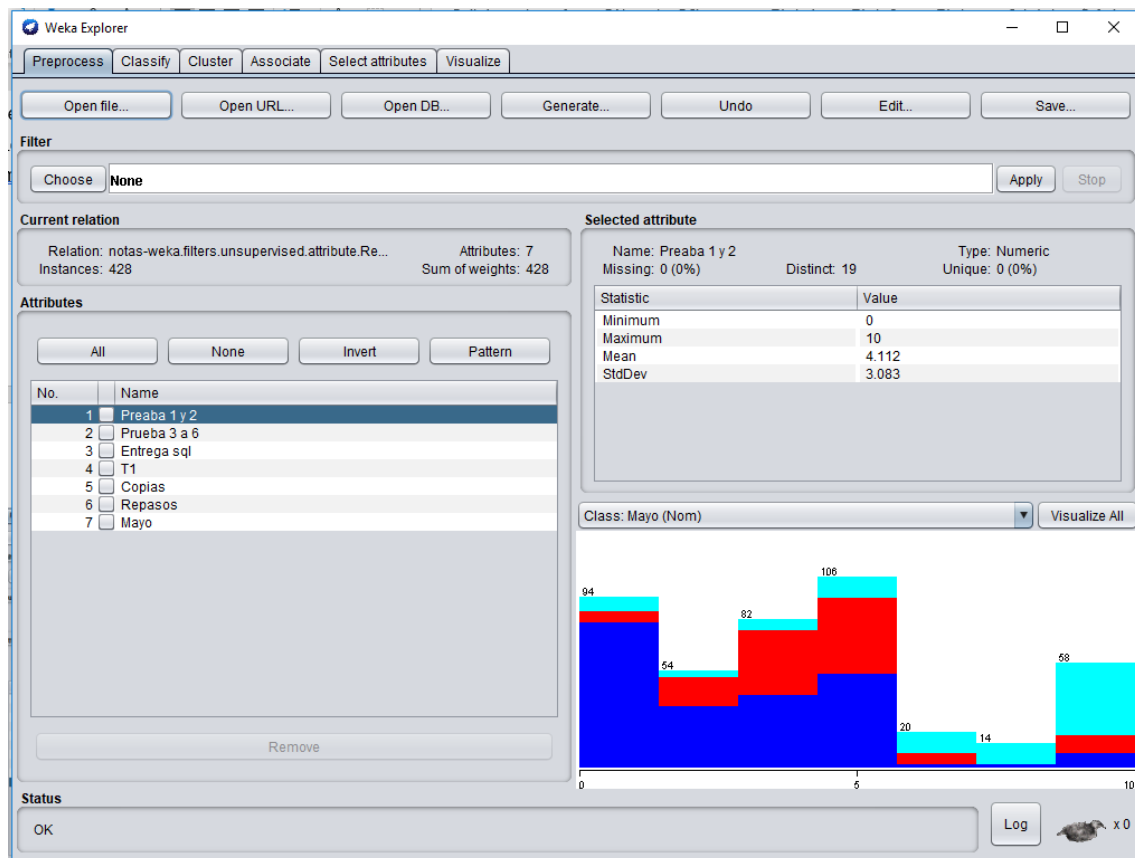 Weka Explorer
Preprocess Classify Cluster Associate Select attributes Visualize
Open file... Open URL... Open DB... Generate... Undo Edit... Save...
Filter
Choose None Apply Stop
Current relation
Relation: notas-weka.filters.unsupervised.attribute.Re... Attributes: 7
Instances: 428 Sum of weights: 428
Attributes
All None Invert Pattern
No. Name
1 Preaba 1 y 2
2 Prueba 3 a 6
3 Entrega sql
4 T1
5 Copias
6 Repasos
7 Mayo
Remove
Selected attribute
Name: Preaba 1 y 2 Type: Numeric
Missing: 0 (0%) Distinct: 19 Unique: 0 (0%)
Statistic Value
Minimum 0
Maximum 10
Mean 4.112
StdDev 3.083
Class: Mayo (Nom) Visualize All
94 54 82 106 20 14 58
0 5 10
Status
OK Log x 0